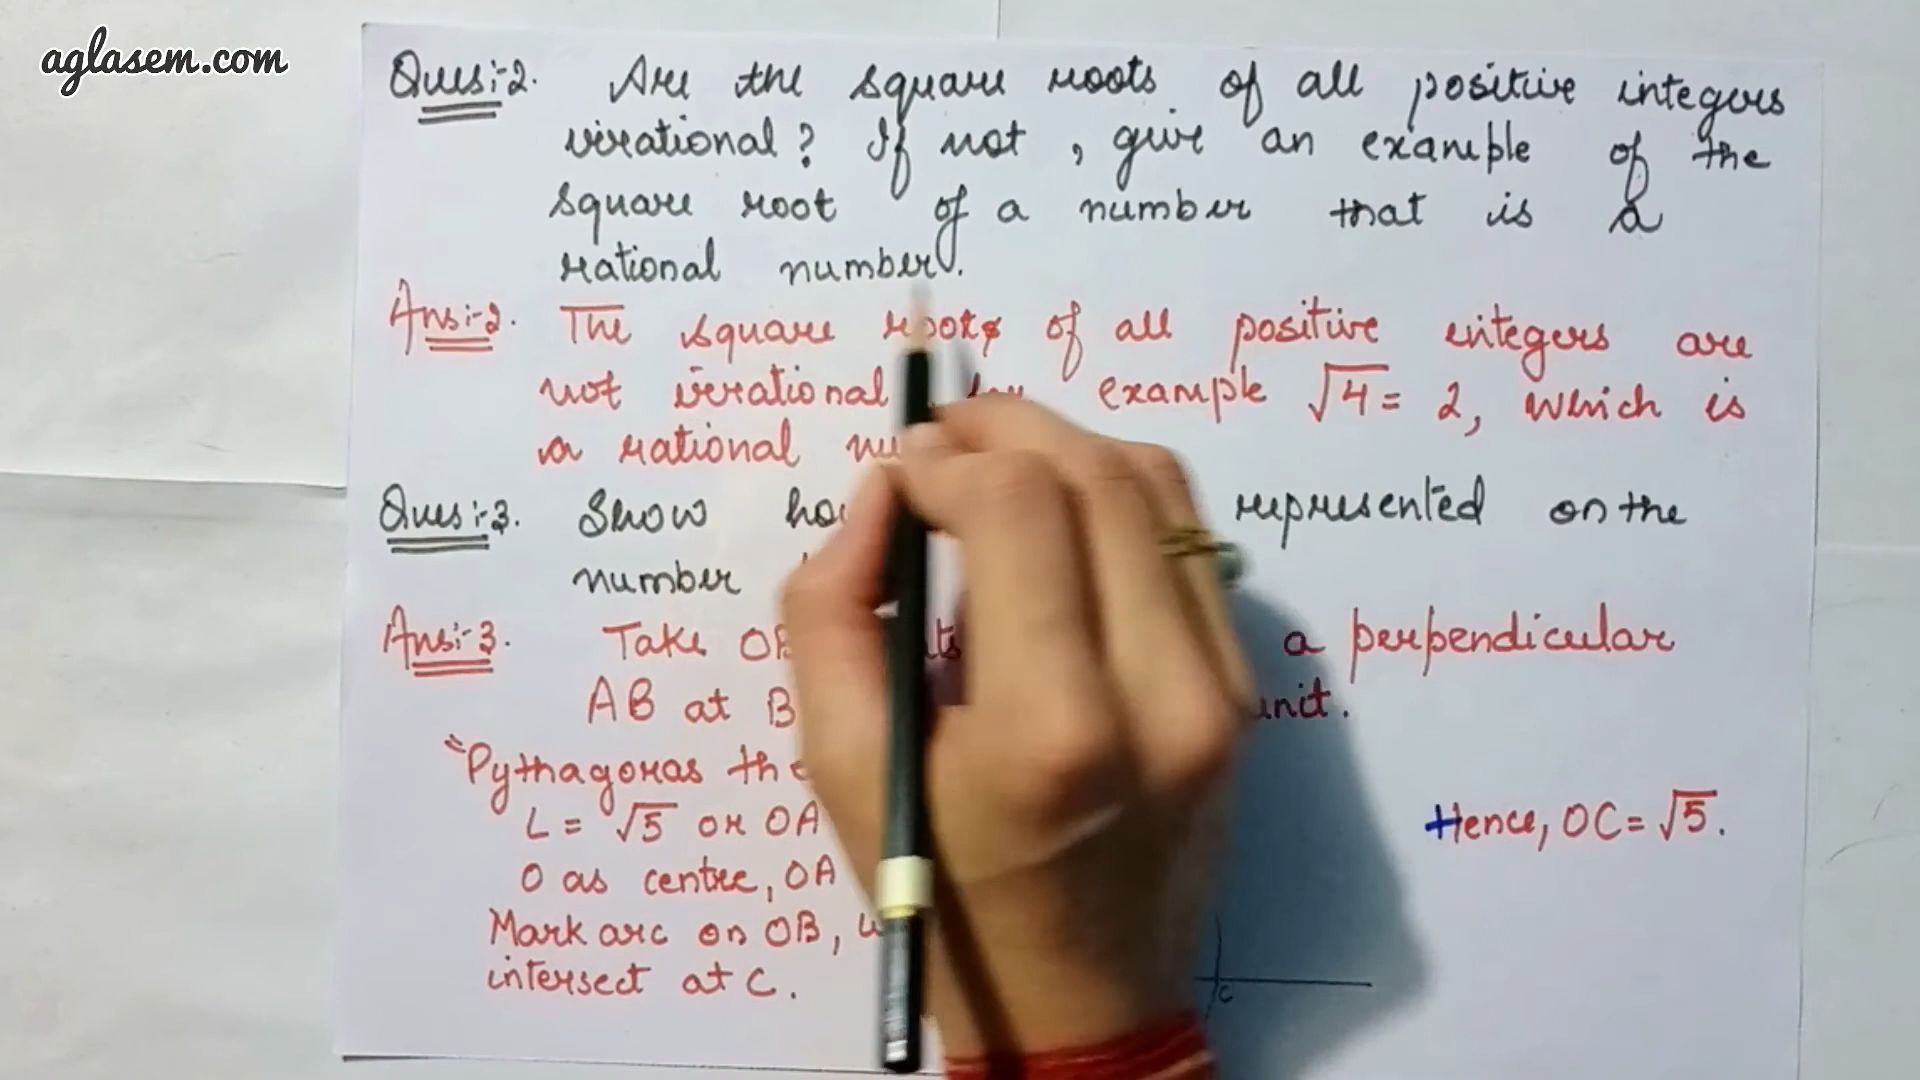 aglasem.com
Ques:-2. Are the square roots of all positive integers
irrational? If not, give an example of the
square root of a number that is a
rational number.
Ans:-2. The square roots of all positive integers are
not irrational, example √4 = 2, which is
a rational
Ques:-3. Show represented on the
number
Ans:-3. Take OB a perpendicular
AB at B unit.
"Pythagoras
L = √5 or OA
Hence, OC = √5.
O as centre, OA
Mark arc on OB,
intersect at C.
C